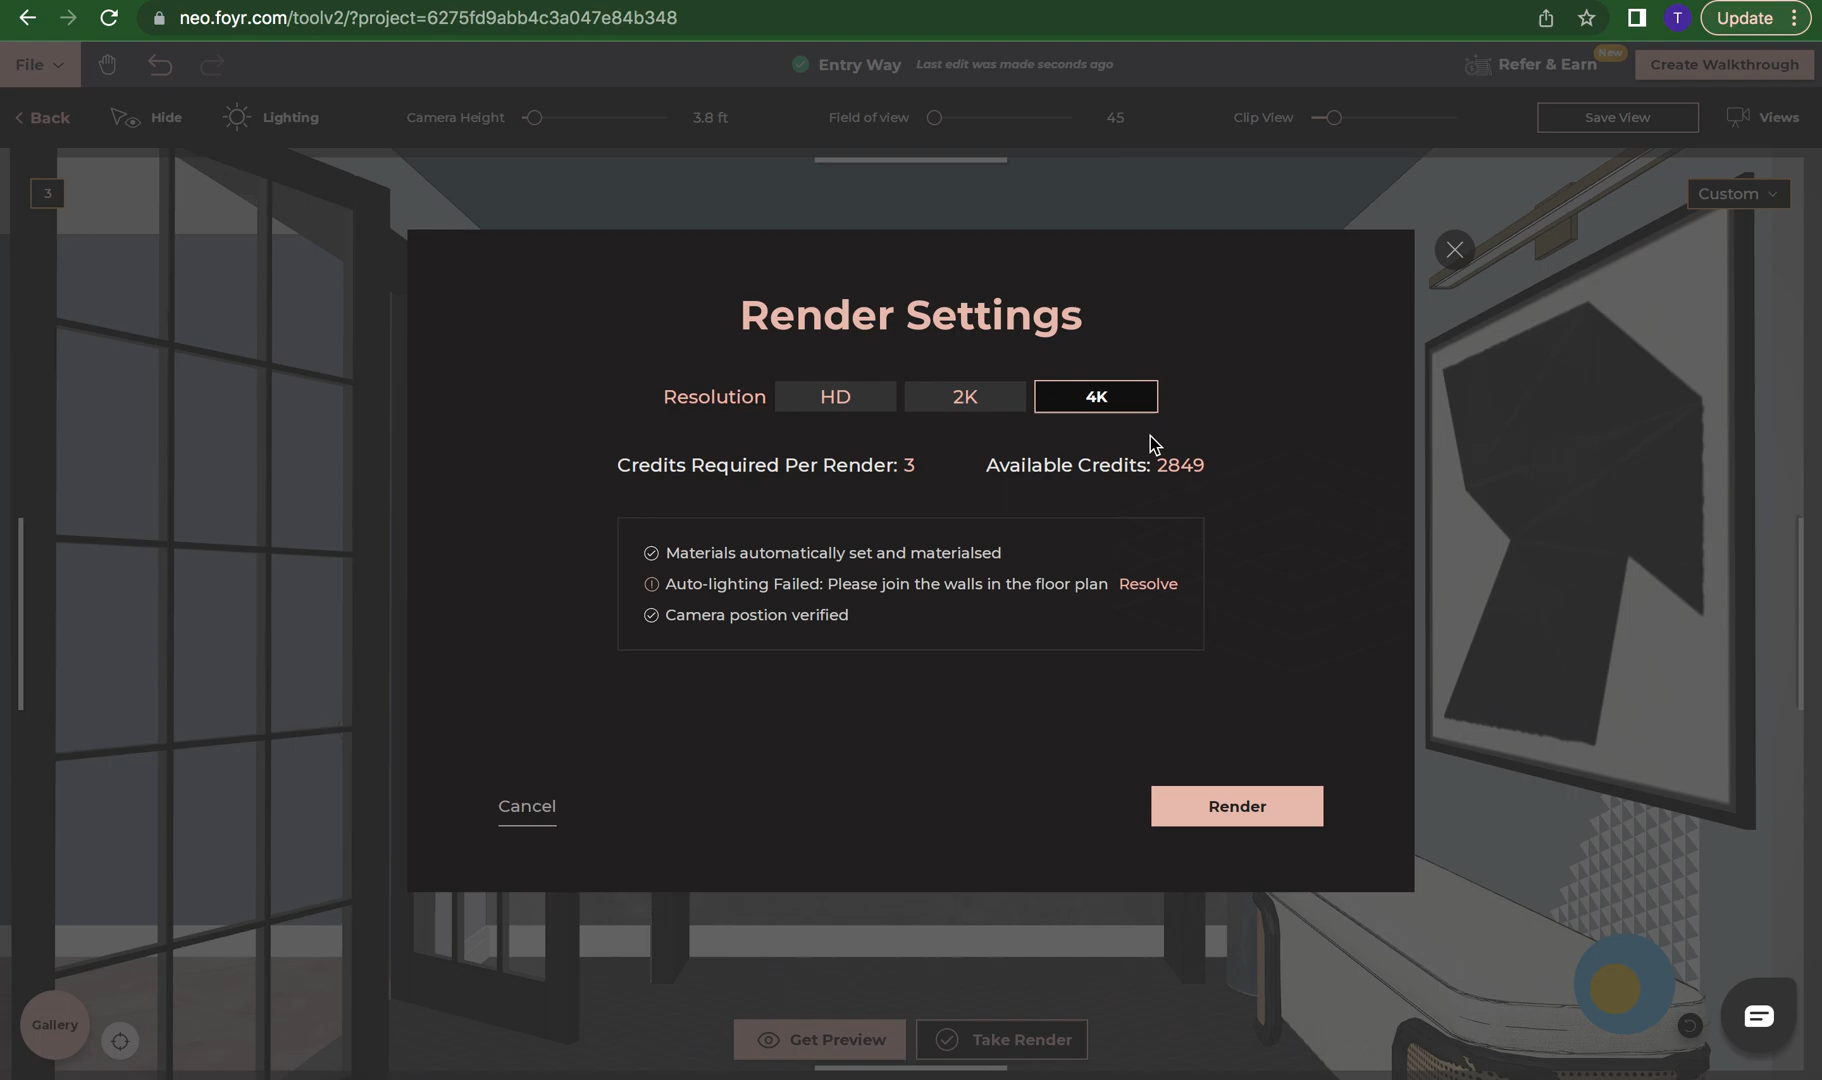 neo.foyr.com/toolv2/?project=6275fd9abb4c3a047e84b348
T
Update
File
Entry Way
Last edit was made seconds ago
Refer & Earn
New
Create Walkthrough
Back
Hide
Lighting
Camera Height
3.8 ft
Field of view
45
Clip View
Save View
Views
3
Custom
Render Settings
Resolution
HD
2K
4K
Credits Required Per Render: 3
Available Credits: 2849
Materials automatically set and materialsed
Auto-lighting Failed: Please join the walls in the floor plan Resolve
Camera postion verified
Cancel
Render
Gallery
Get Preview
Take Render